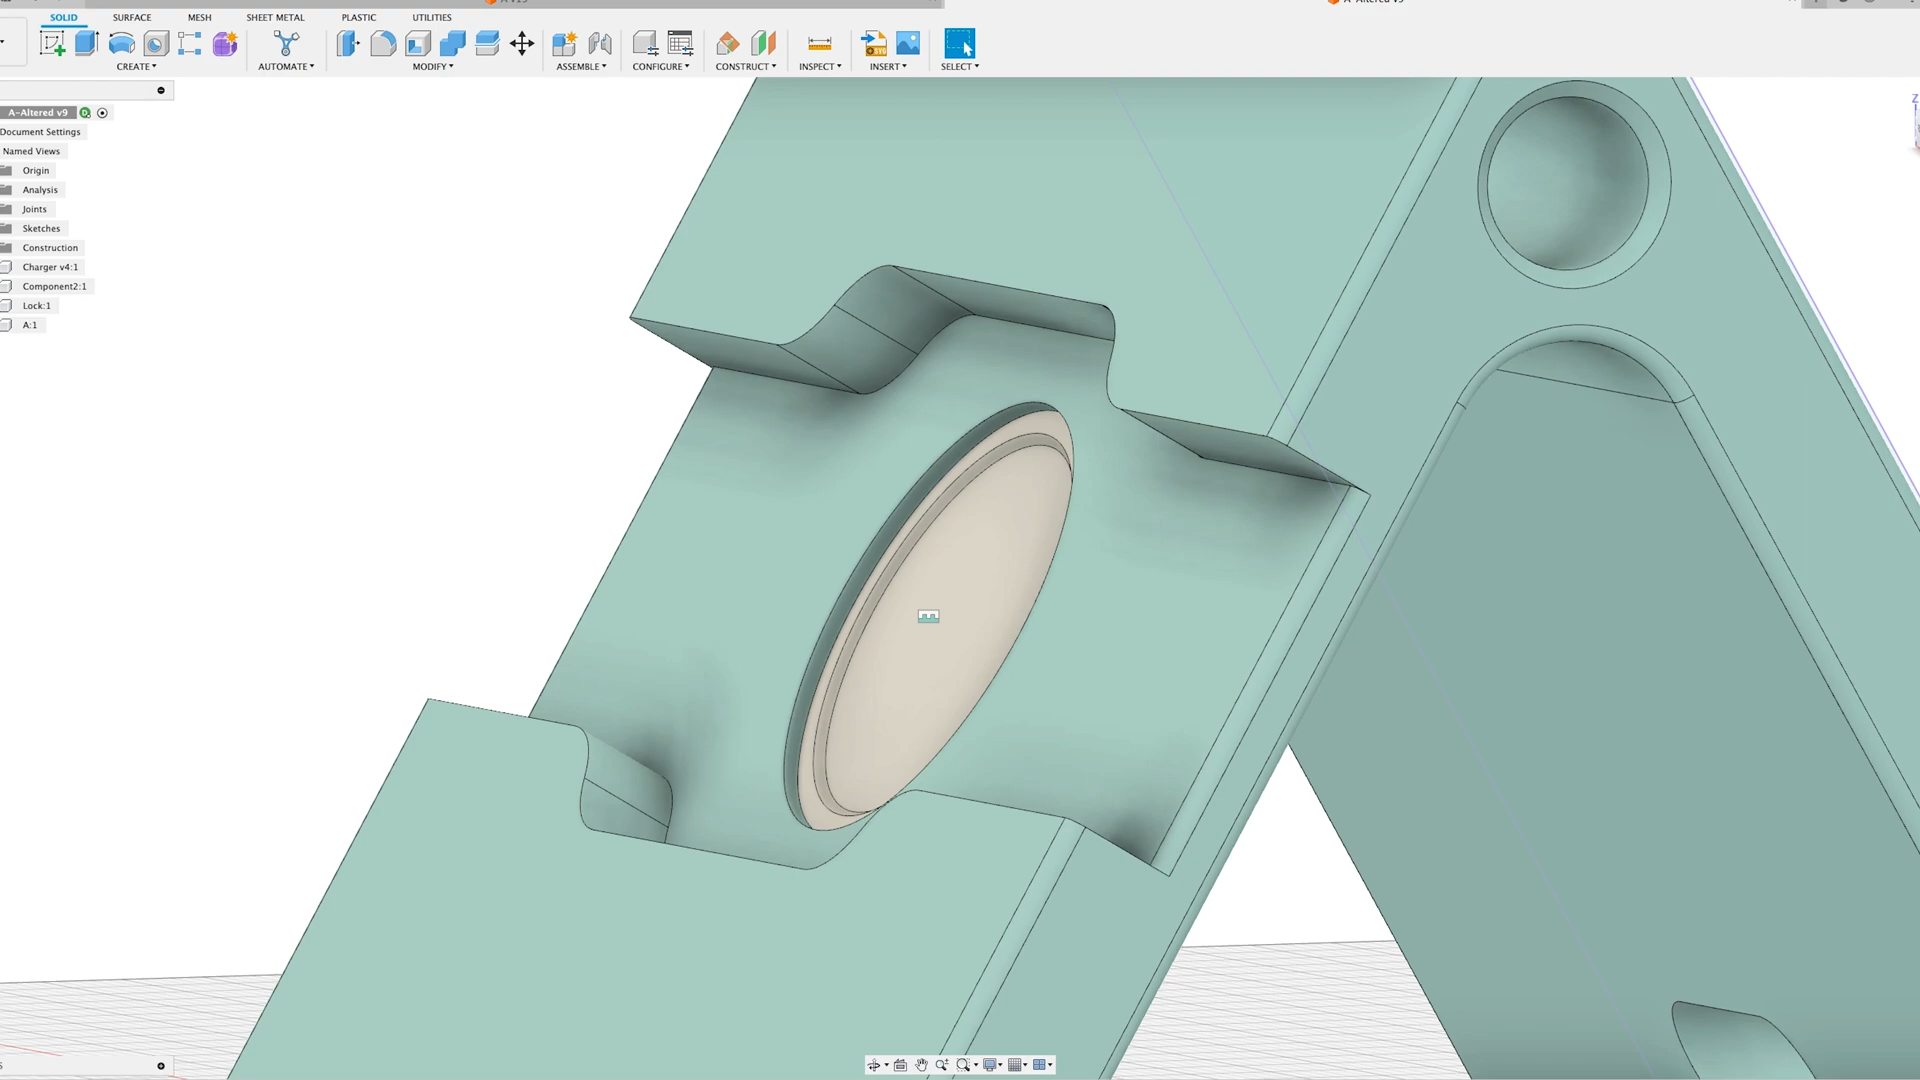 SOLID SURFACE MESH SHEET METAL PLASTIC UTILITIES
CREATE AUTOMATE MODIFY ASSEMBLE CONFIGURE CONSTRUCT INSPECT INSERT SELECT
A-Altered v9
Document Settings
Named Views
Origin
Analysis
Joints
Sketches
Construction
Charger v4:1
Component2:1
Lock:1
A:1
Z